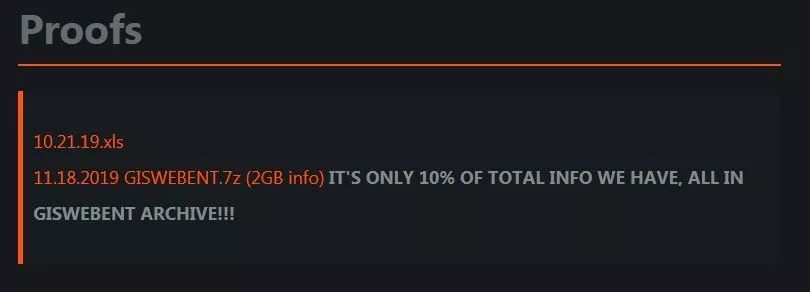 Proofs
10.21.19.xls
11.18.2019 GISWEBENT.7z (2GB info) IT'S ONLY 10% OF TOTAL INFO WE HAVE, ALL IN
GISWEBENT ARCHIVE!!!